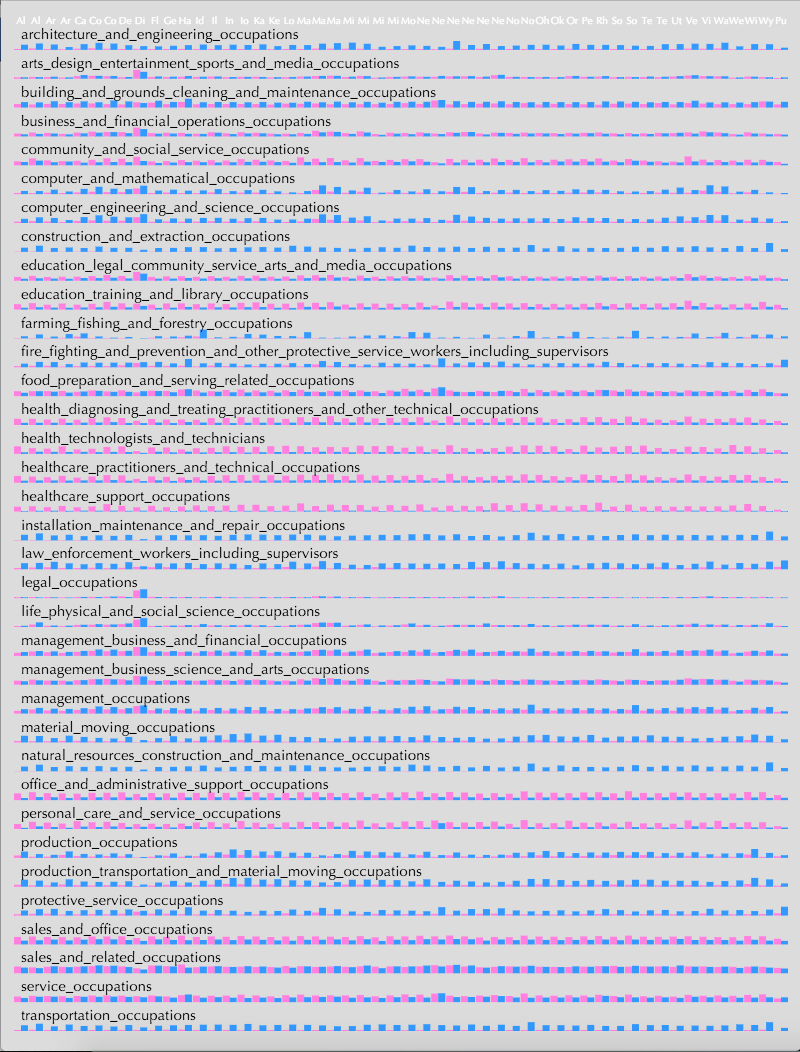 Al Al Ar Ar Ca Co Co De Di Fl Ge Ha Id Il In Io Ka Ke Lo Ma Ma Ma Mi Mi Mi Mi Mo Ne Ne Ne Ne Ne Ne No No Oh Ok Or Pe Rh So So Te Te Ut Ve Vi Wa We Wi Wy Pu
architecture_and_engineering_occupations
arts_design_entertainment_sports_and_media_occupations
building_and_grounds_cleaning_and_maintenance_occupations
business_and_financial_operations_occupations
community_and_social_service_occupations
computer_and_mathematical_occupations
computer_engineering_and_science_occupations
construction_and_extraction_occupations
education_legal_community_service_arts_and_media_occupations
education_training_and_library_occupations
farming_fishing_and_forestry_occupations
fire_fighting_and_prevention_and_other_protective_service_workers_including_supervisors
food_preparation_and_serving_related_occupations
health_diagnosing_and_treating_practitioners_and_other_technical_occupations
health_technologists_and_technicians
healthcare_practitioners_and_technical_occupations
healthcare_support_occupations
installation_maintenance_and_repair_occupations
law_enforcement_workers_including_supervisors
legal_occupations
life_physical_and_social_science_occupations
management_business_and_financial_occupations
management_business_science_and_arts_occupations
management_occupations
material_moving_occupations
natural_resources_construction_and_maintenance_occupations
office_and_administrative_support_occupations
personal_care_and_service_occupations
production_occupations
production_transportation_and_material_moving_occupations
protective_service_occupations
sales_and_office_occupations
sales_and_related_occupations
service_occupations
transportation_occupations